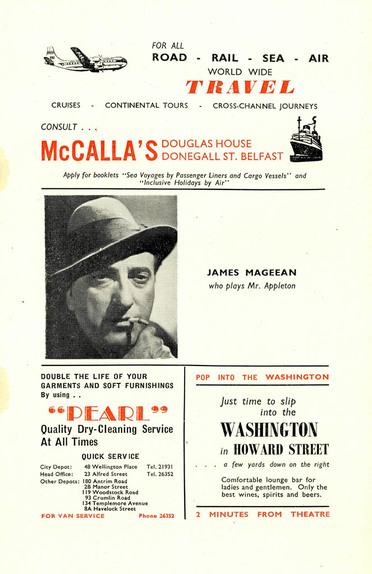 FOR ALL
ROAD - RAIL - SEA - AIR
WORLD WIDE
TRAVEL
CRUISES - CONTINENTAL TOURS - CROSS-CHANNEL JOURNEYS
CONSULT . . .
McCALLA'S DOUGLAS HOUSE
DONEGALL ST. BELFAST
Apply for booklets "Sea Voyages by Passenger Liners and Cargo Vessels" and
"Inclusive Holidays by Air"
JAMES MAGEEAN
who plays Mr. Appleton
DOUBLE THE LIFE OF YOUR
GARMENTS AND SOFT FURNISHINGS
By using . .
"PEARL"
Quality Dry-Cleaning Service
At All Times
QUICK SERVICE
City Depot: 48 Wellington Place Tel. 21931
Head Office: 23 Alfred Street Tel. 26352
Other Depots: 180 Antrim Road
28 Manor Street
119 Woodstock Road
93 Crumlin Road
134 Templemore Avenue
8A Havelock Street
FOR VAN SERVICE Phone 26352
POP INTO THE WASHINGTON
Just time to slip
into the
WASHINGTON
in HOWARD STREET
. . . . a few yards down on the right
Comfortable lounge bar for
ladies and gentlemen. Only the
best wines, spirits and beers.
2 MINUTES FROM THEATRE